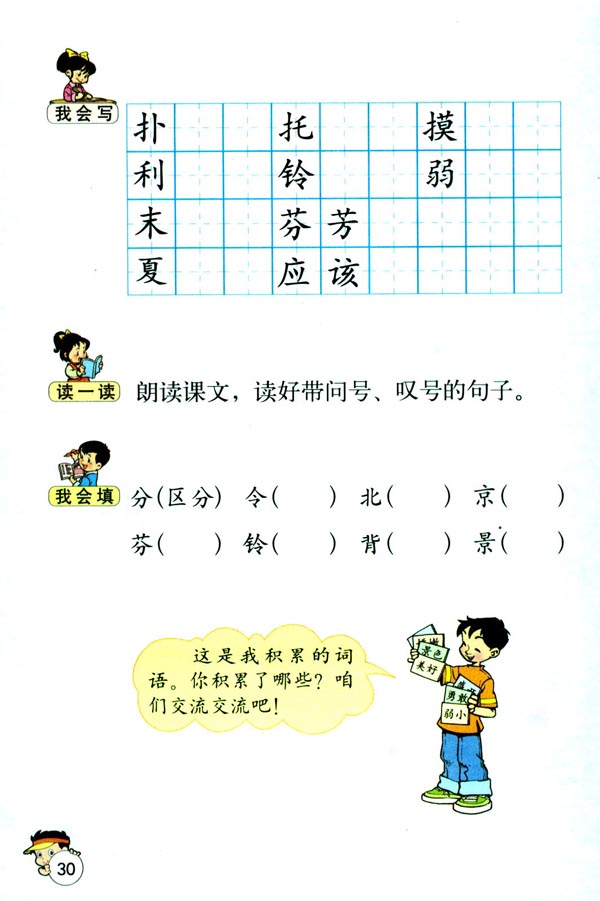 我会写
扑 托 摸
利 铃 弱
末 芬 芳
夏 应 该
读一读 朗读课文，读好带问号、叹号的句子。
我会填 分（区分） 令（ ） 北（ ） 京（ ）
芬（ ） 铃（ ） 背（ ） 景（ ）
这是我积累的词
语。你积累了哪些？咱
们交流交流吧！
景色
美好
勇敢
弱小
30